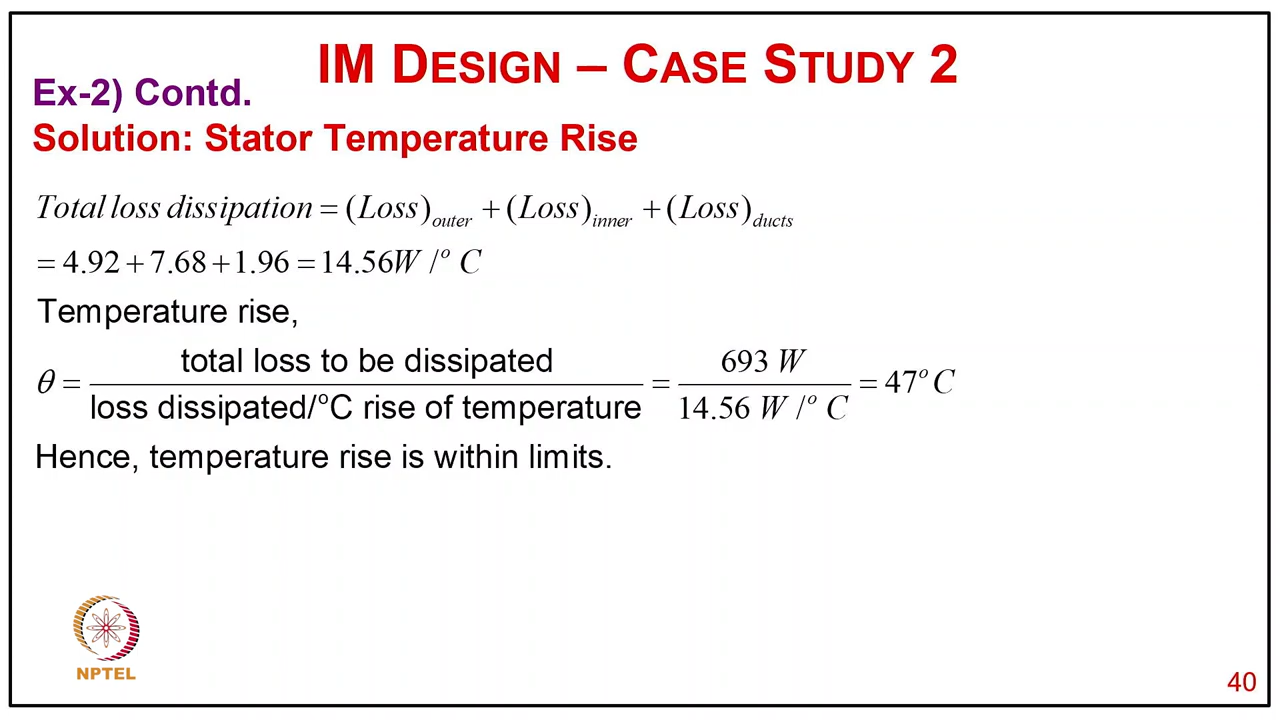 IM DESIGN – CASE STUDY 2
Ex-2) Contd.
Solution: Stator Temperature Rise
Total loss dissipation = (Loss)outer + (Loss)inner + (Loss)ducts
= 4.92 + 7.68 + 1.96 = 14.56W /° C
Temperature rise,
θ = total loss to be dissipated / loss dissipated/°C rise of temperature = 693 W / 14.56 W /° C = 47° C
Hence, temperature rise is within limits.
NPTEL
40